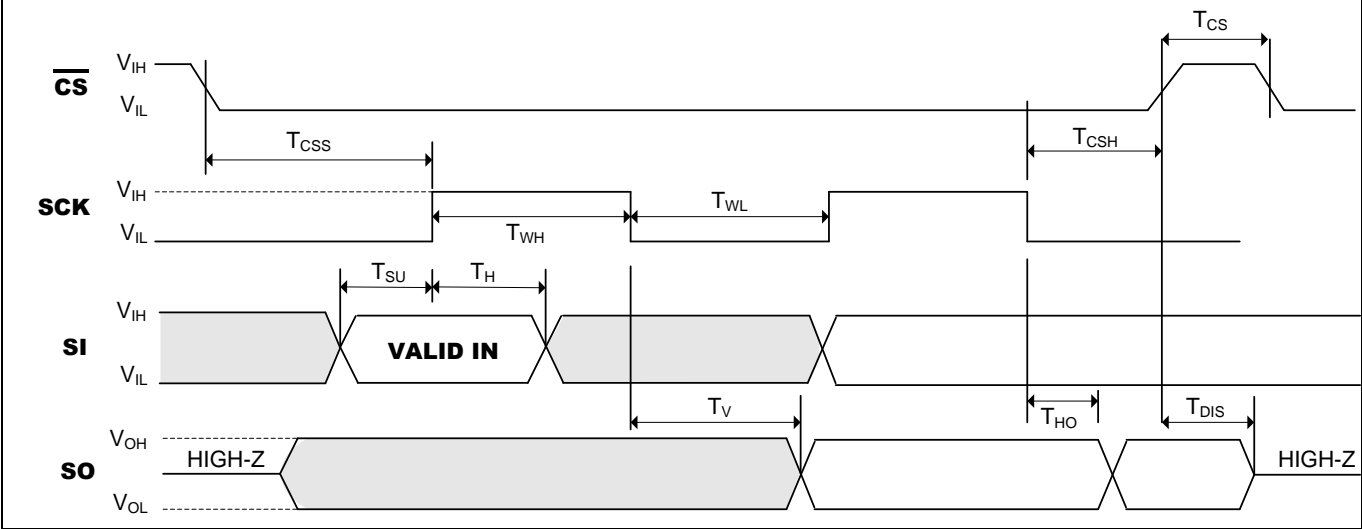 T_CS
V_IH
CS
V_IL
T_CSS
T_CSH
V_IH
SCK
T_WL
V_IL
T_WH
T_SU
T_H
V_IH
SI
VALID IN
V_IL
T_V
T_HO
T_DIS
V_OH
HIGH-Z
HIGH-Z
SO
V_OL